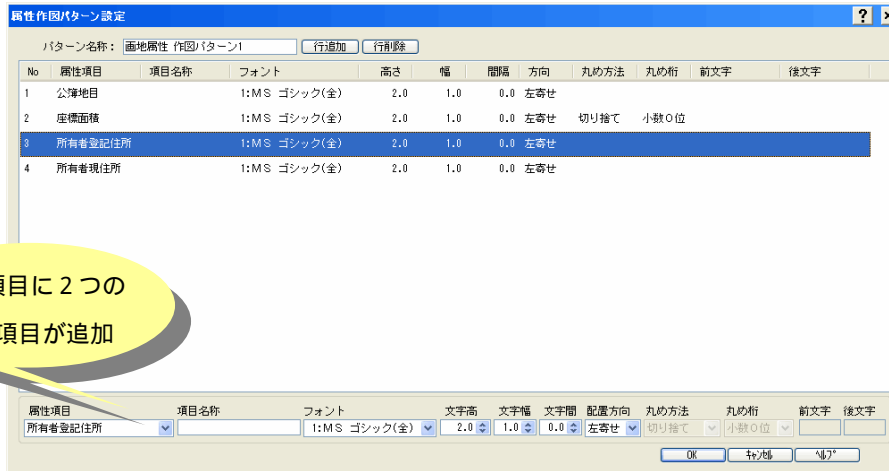 属性作図パターン設定
パターン名称： 画地属性 作図パターン1 行追加 行削除
No 属性項目 項目名称 フォント 高さ 幅 間隔 方向 丸め方法 丸め桁 前文字 後文字
1 公簿地目 1:MS ゴシック(全) 2.0 1.0 0.0 左寄せ
2 座標面積 1:MS ゴシック(全) 2.0 1.0 0.0 左寄せ 切り捨て 小数0位
3 所有者登記住所 1:MS ゴシック(全) 2.0 1.0 0.0 左寄せ
4 所有者現住所 1:MS ゴシック(全) 2.0 1.0 0.0 左寄せ
項目に２つの
項目が追加
属性項目 項目名称 フォント 文字高 文字幅 文字間 配置方向 丸め方法 丸め桁 前文字 後文字
所有者登記住所 1:MS ゴシック(全) 2.0 1.0 0.0 左寄せ 切り捨て 小数0位
OK ｷｬﾝｾﾙ ﾍﾙﾌﾟ